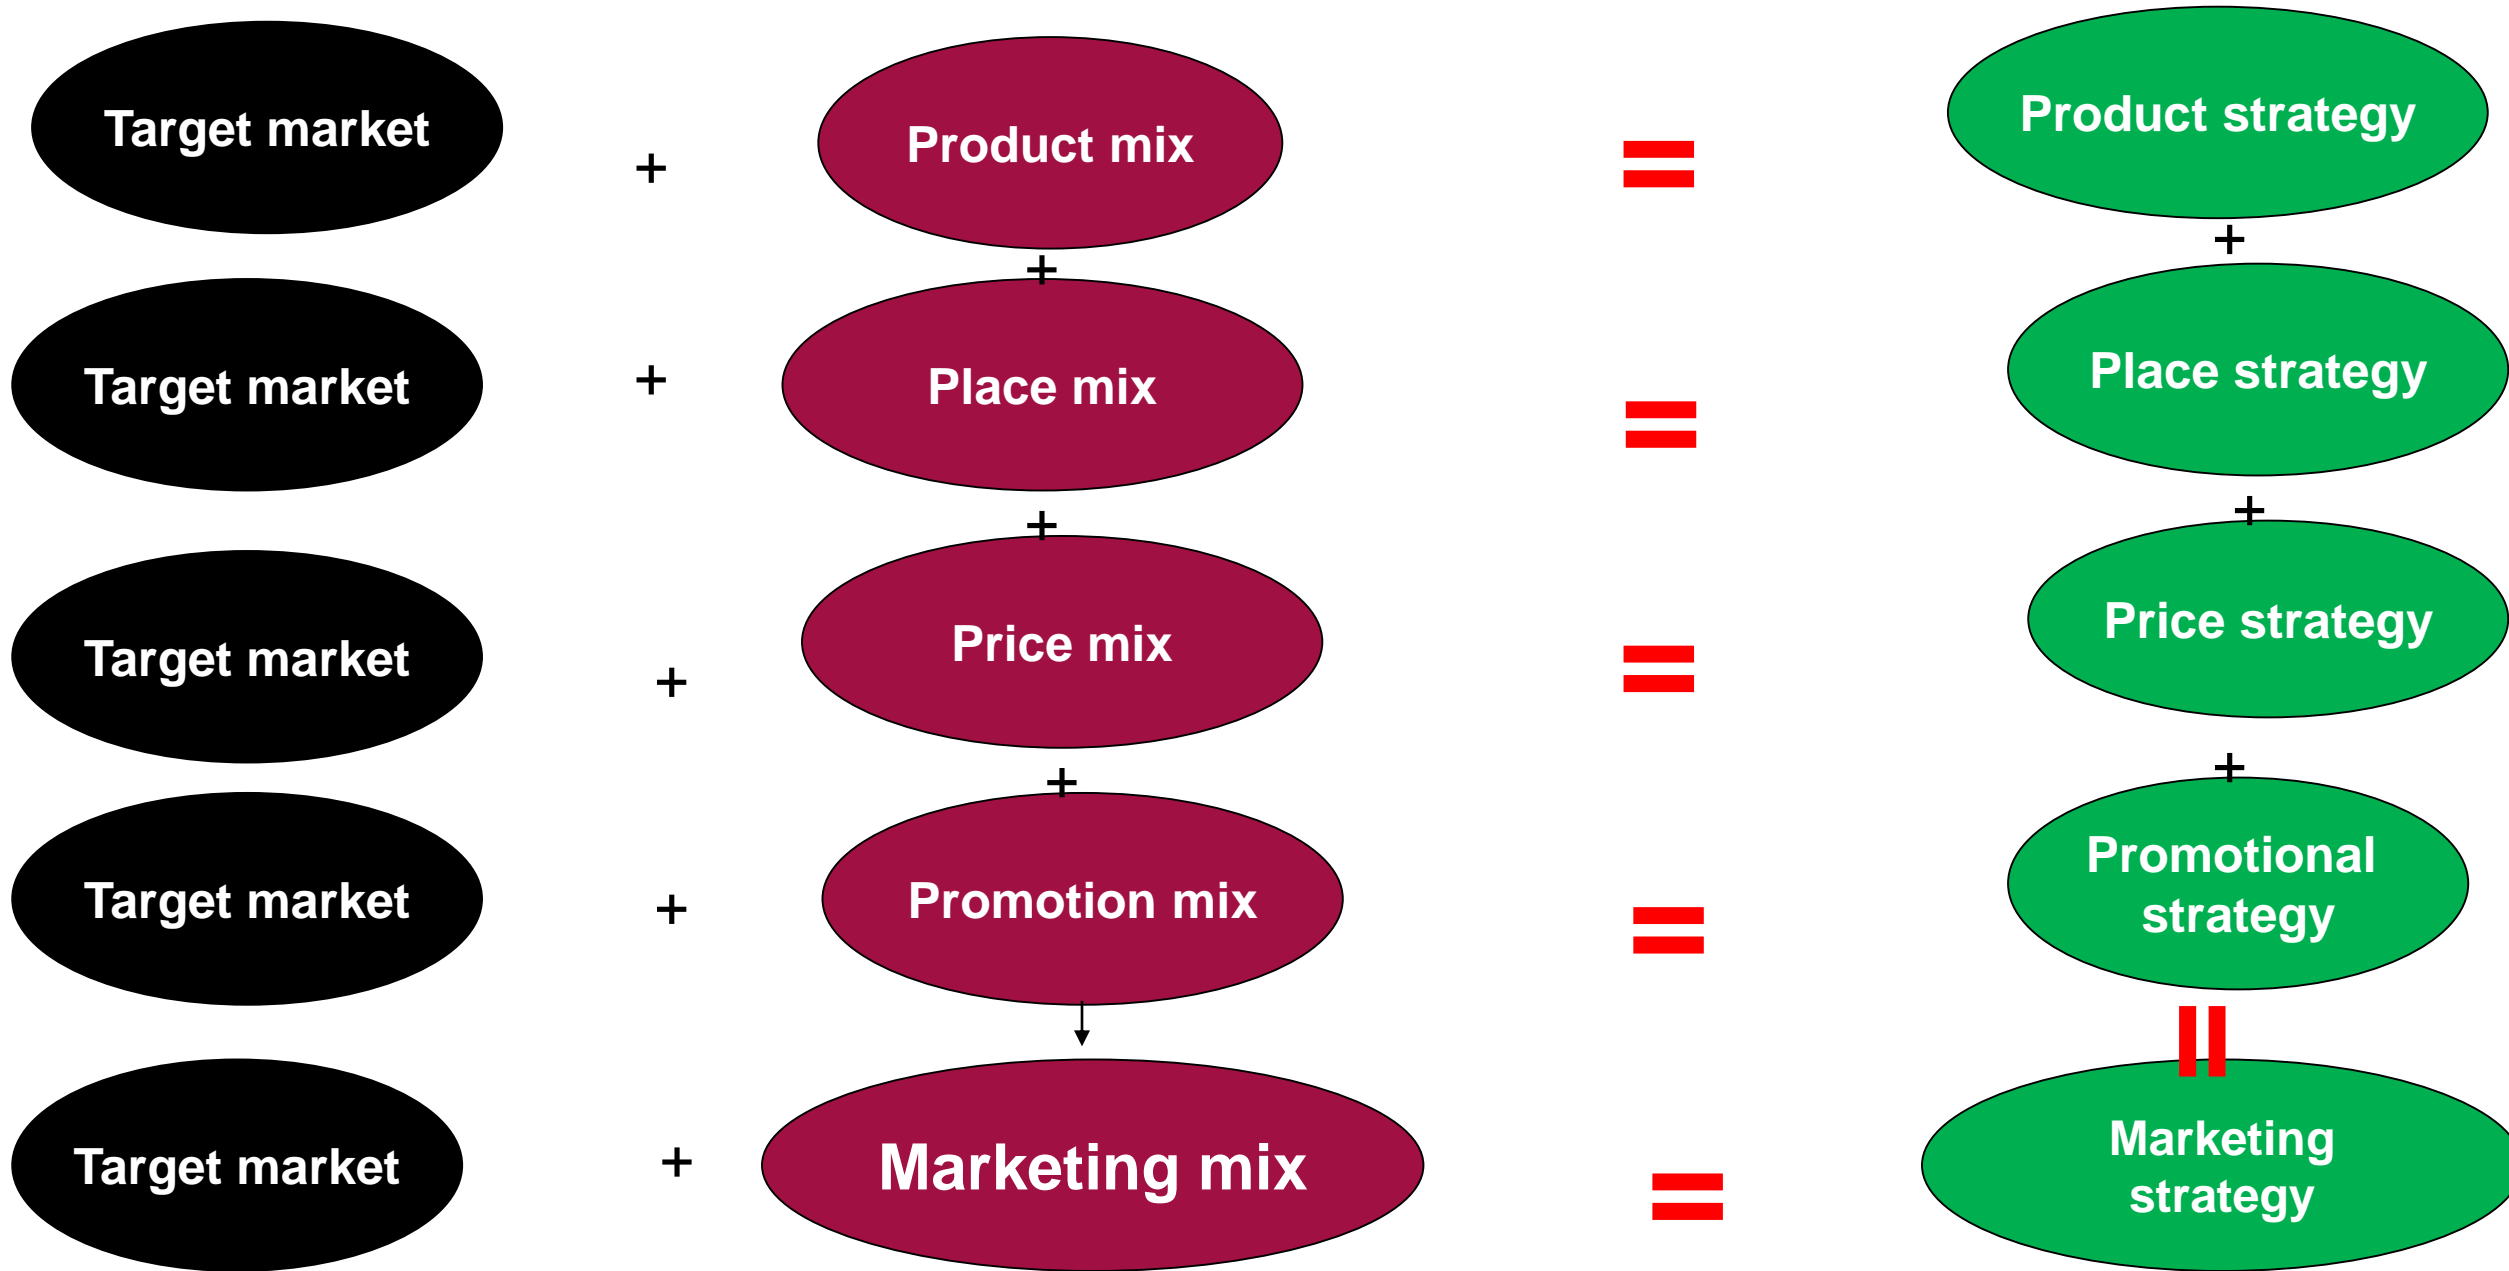 Target market + Product mix = Product strategy
+ +
Target market + Place mix = Place strategy
+ +
Target market + Price mix = Price strategy
+ +
Target market + Promotion mix = Promotional
strategy
=
Target market + Marketing mix = Marketing
strategy